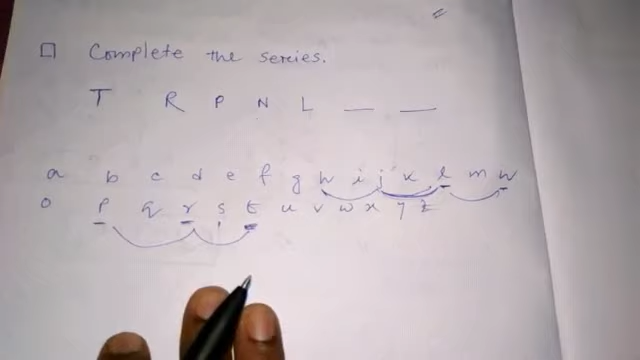 Complete the series.
T R P N L __ __
a b c d e f g h i j k l m n
o p q r s t u v w x y z